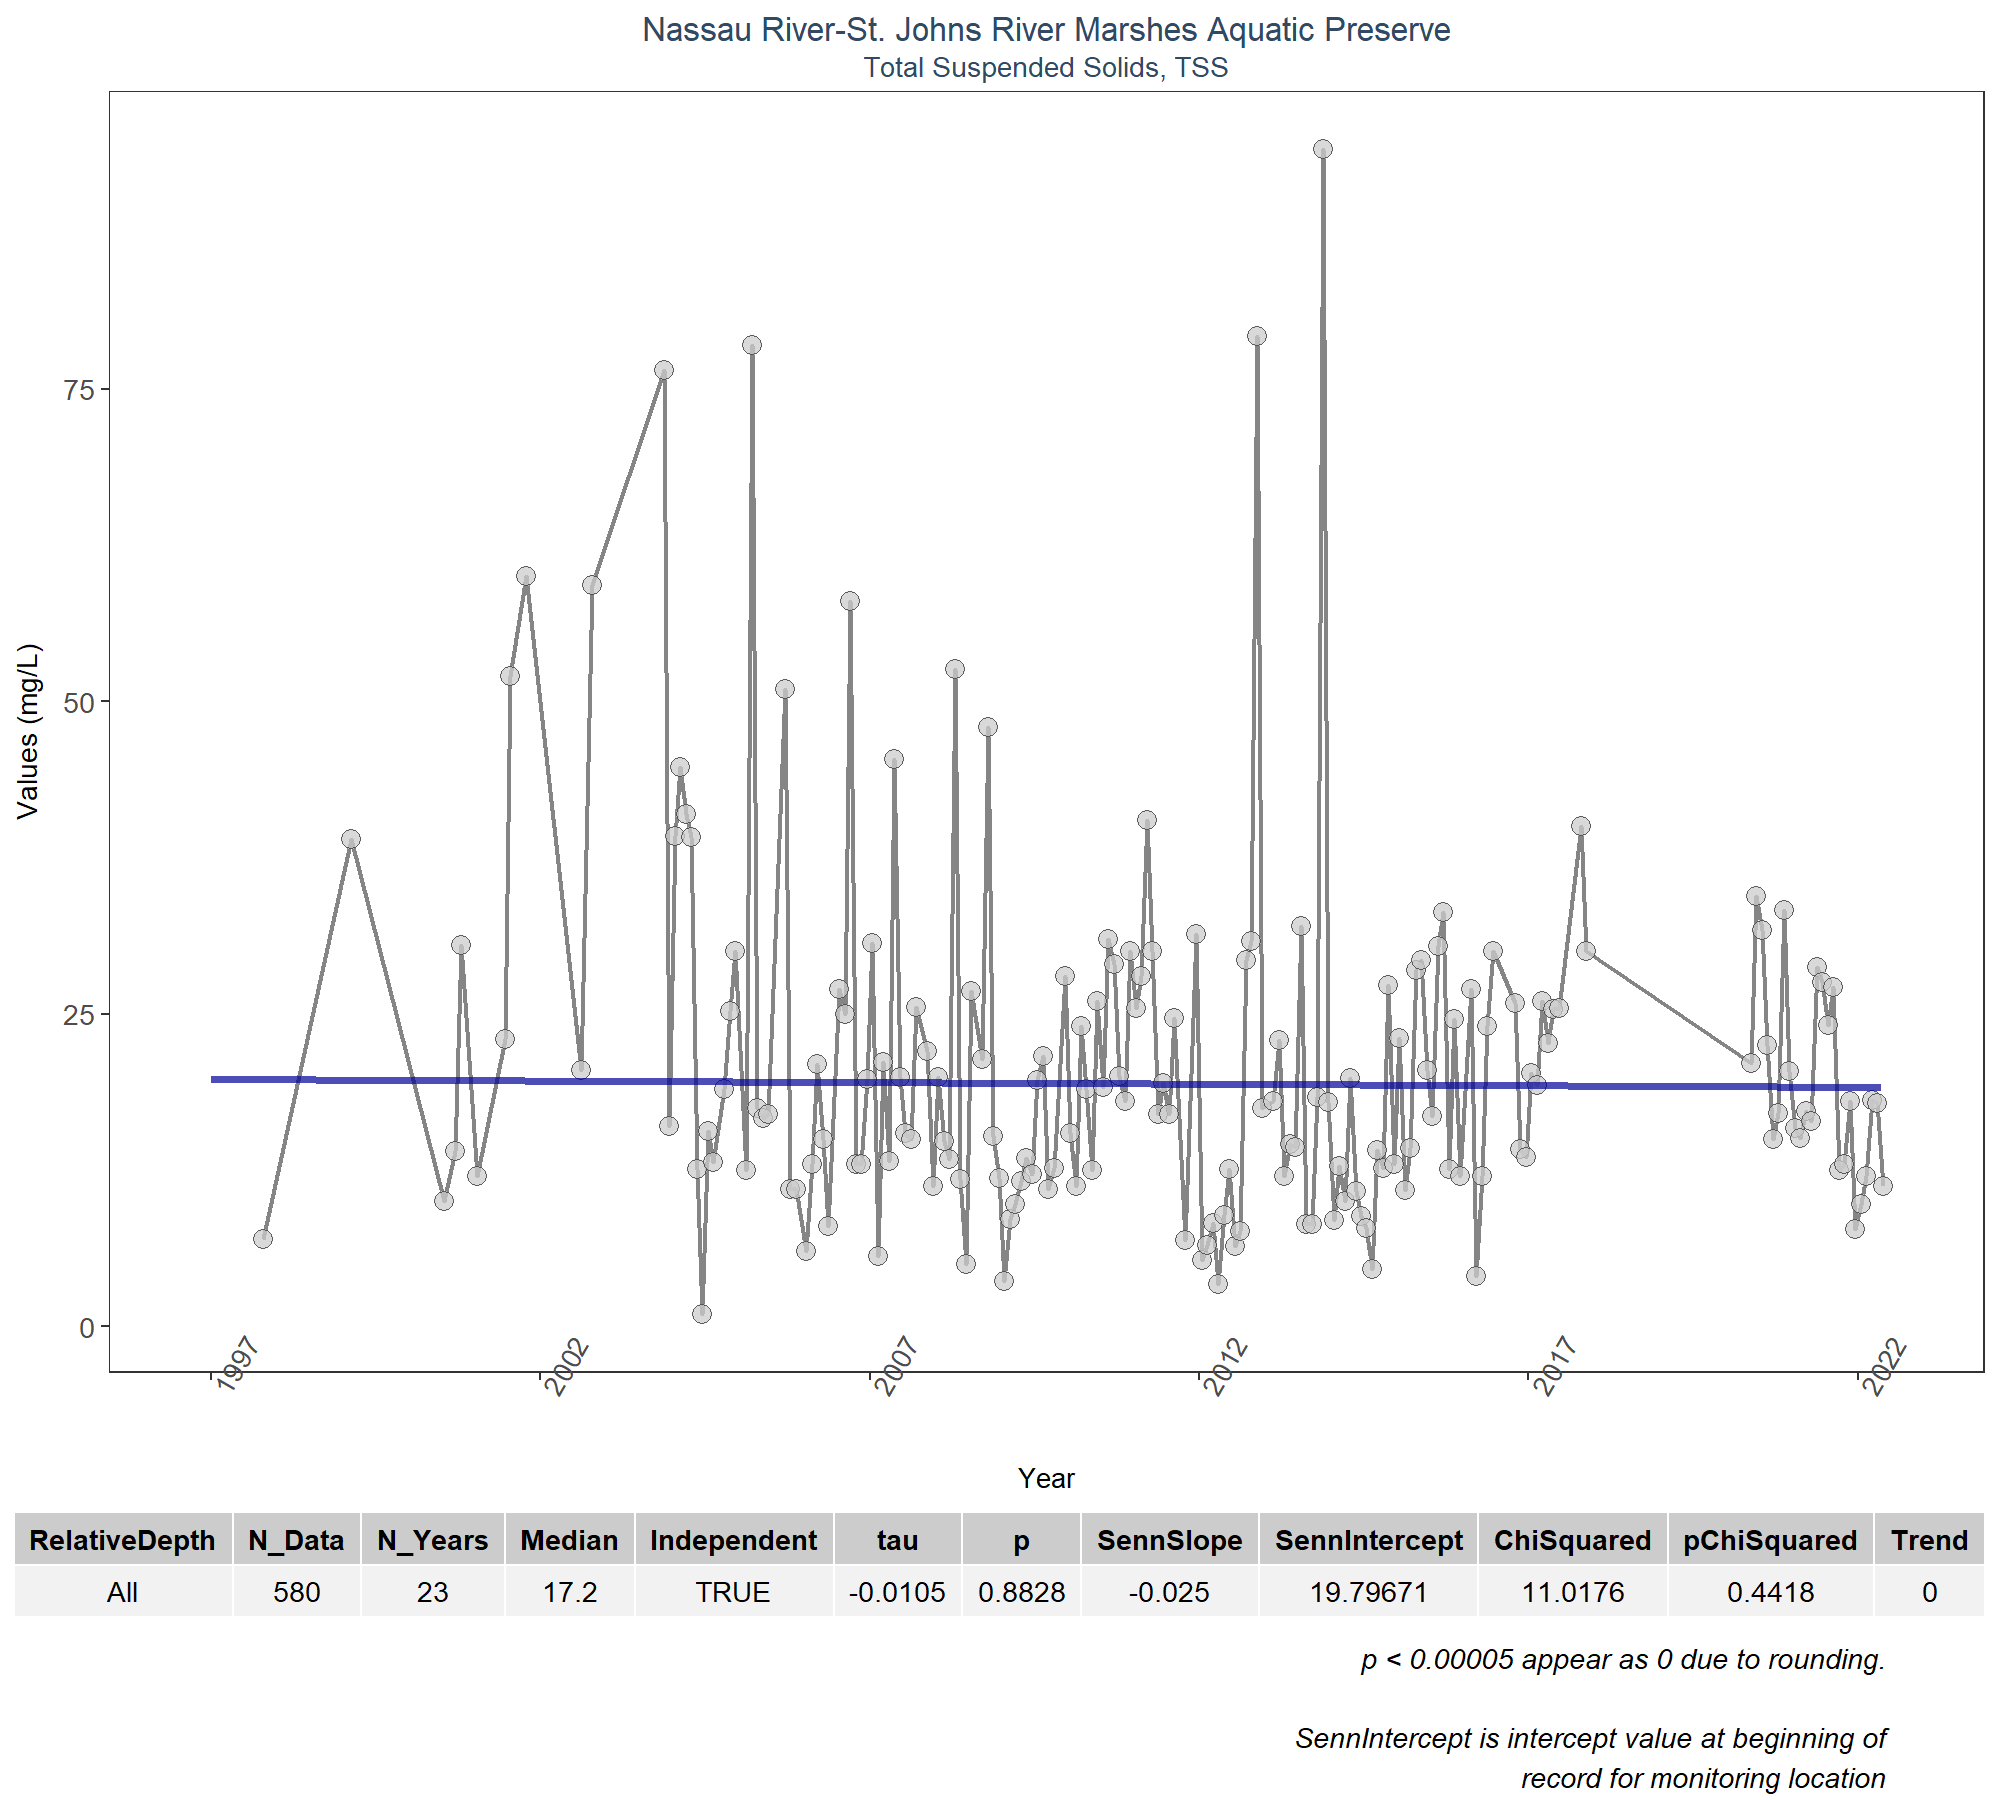 Nassau River-St. Johns River Marshes Aquatic Preserve
Total Suspended Solids, TSS
Values (mg/L)
75
50
25
0
1997
2002
2007
2012
2017
2022
Year
RelativeDepth N_Data N_Years Median Independent tau p SennSlope SennIntercept ChiSquared pChiSquared Trend
All 580 23 17.2 TRUE -0.0105 0.8828 -0.025 19.79671 11.0176 0.4418 0
p < 0.00005 appear as 0 due to rounding.
SennIntercept is intercept value at beginning of
record for monitoring location